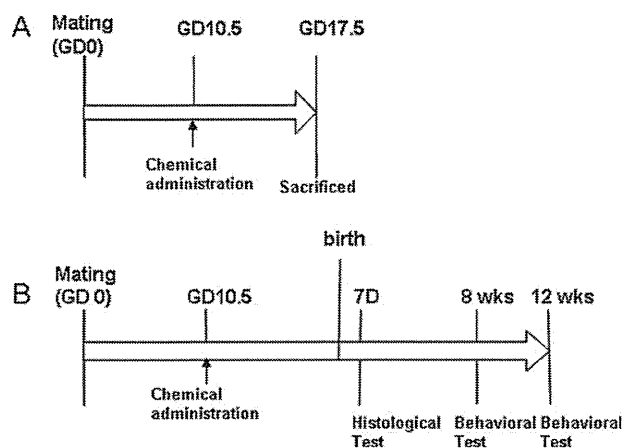 A
Mating
(GD0)
GD10.5
GD17.5
Chemical
administration
Sacrificed
B
birth
Mating
(GD 0)
GD10.5
7D
8 wks
12 wks
Chemical
administration
Histological
Test
Behavioral
Test
Behavioral
Test